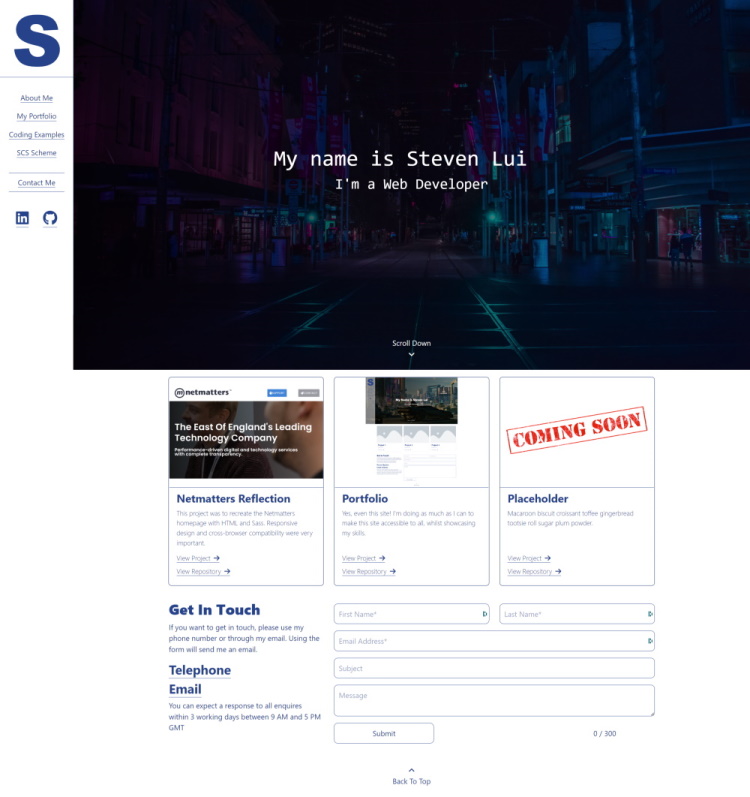 S
About Me
My Portfolio
Coding Examples
SCS Scheme
Contact Me
in
My name is Steven Lui
I'm a Web Developer
Scroll Down
netmatters
The East Of England's Leading
Technology Company
Performance-driven digital and technology services
with complete transparency.
Netmatters Reflection
This project was to recreate the Netmatters
homepage with HTML and Sass. Responsive
design and cross-browser compatibility were very
important.
View Project
View Repository
S
My Name is Steven Lui
Portfolio
Yes, even this site! I'm doing as much as I can to
make this site accessible to all, whilst showcasing
my skills.
View Project
View Repository
COMING SOON
Placeholder
Macaroon biscuit croissant toffee gingerbread
tootsie roll sugar plum powder.
View Project
View Repository
Get In Touch
If you want to get in touch, please use my
phone number or through my email. Using the
form will send me an email.
Telephone
Email
You can expect a response to all enquires
within 3 working days between 9 AM and 5 PM
GMT
First Name*
Last Name*
Email Address*
Subject
Message
Submit
0 / 300
Back To Top